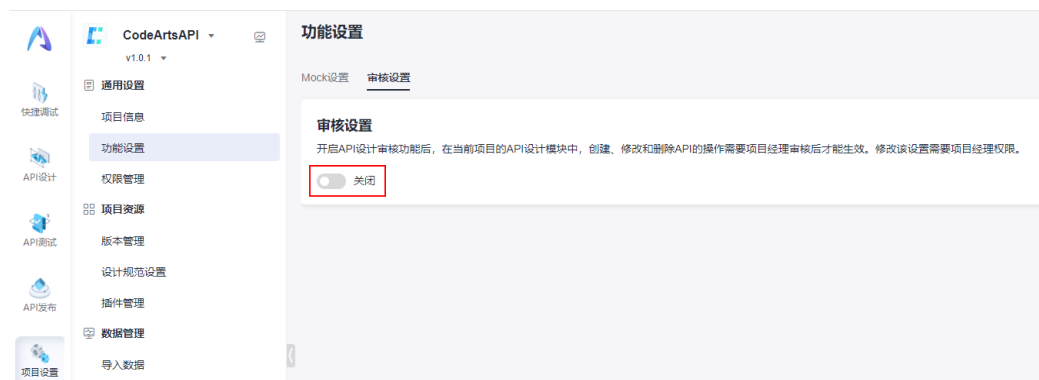 快捷调试
API设计
API测试
API发布
项目设置
CodeArtsAPI
v1.0.1
通用设置
项目信息
功能设置
权限管理
项目资源
版本管理
设计规范设置
插件管理
数据管理
导入数据
功能设置
Mock设置 审核设置
审核设置
开启API设计审核功能后，在当前项目的API设计模块中，创建、修改和删除API的操作需要项目经理审核后才能生效。修改该设置需要项目经理权限。
关闭